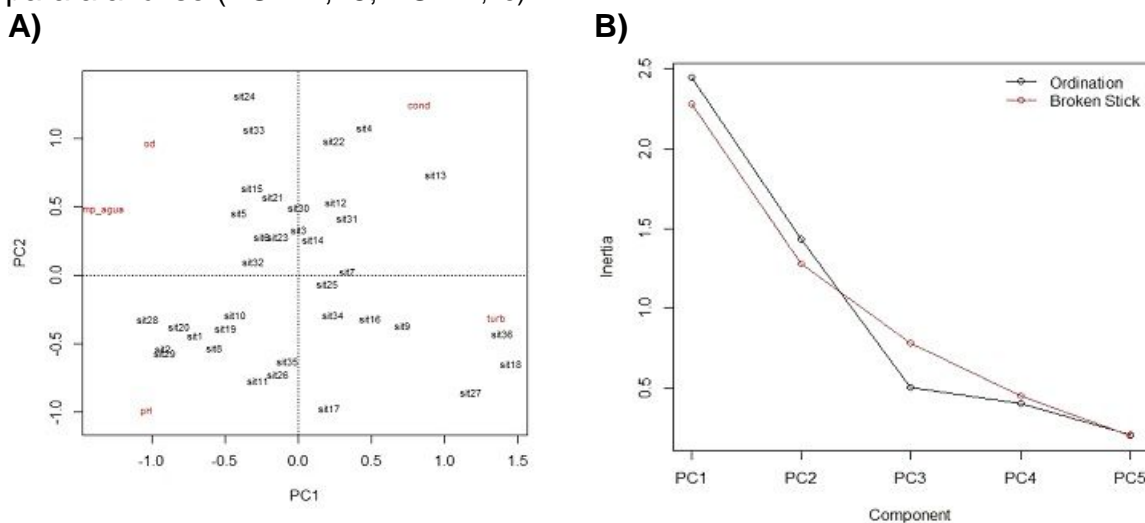 A)
B)
sit24
cond
sit33
sit4
od
sit22
sit13
sit15
sit21
mp_agua
sit5
sit30
sit12
sit31
sit3
sit23
sit14
sit32
sit7
sit25
sit28
sit10
sit34
sit16
turb
sit20
sit19
sit9
sit1
sit36
sit2
sit29
sit6
sit35
sit18
sit11
sit26
sit27
pH
sit17
PC2
1.0
0.5
0.0
-0.5
-1.0
-1.0 -0.5 0.0 0.5 1.0 1.5
PC1
Ordination
Broken Stick
Inertia
2.5
2.0
1.5
1.0
0.5
PC1 PC2 PC3 PC4 PC5
Component